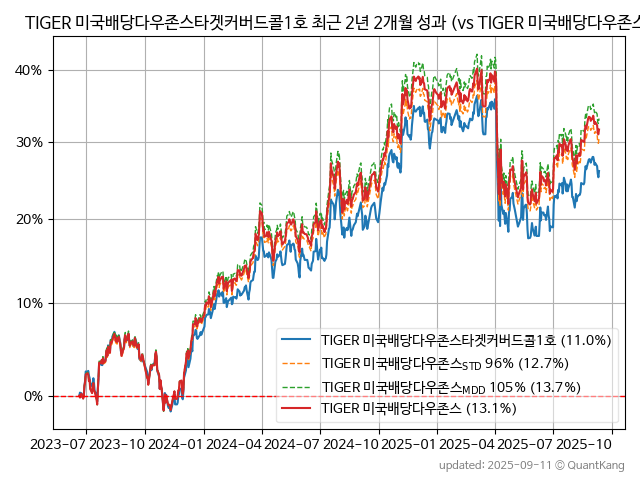 TIGER 미국배당다우존스타겟커버드콜1호 최근 2년 2개월 성과 (vs TIGER 미국배당다우존스
40%
30%
20%
10%
0%
TIGER 미국배당다우존스타겟커버드콜1호 (11.0%)
TIGER 미국배당다우존스STD 96% (12.7%)
TIGER 미국배당다우존스MDD 105% (13.7%)
TIGER 미국배당다우존스 (13.1%)
2023-07 2023-10 2024-01 2024-04 2024-07 2024-10 2025-01 2025-04 2025-07 2025-10
updated: 2025-09-11 © QuantKang